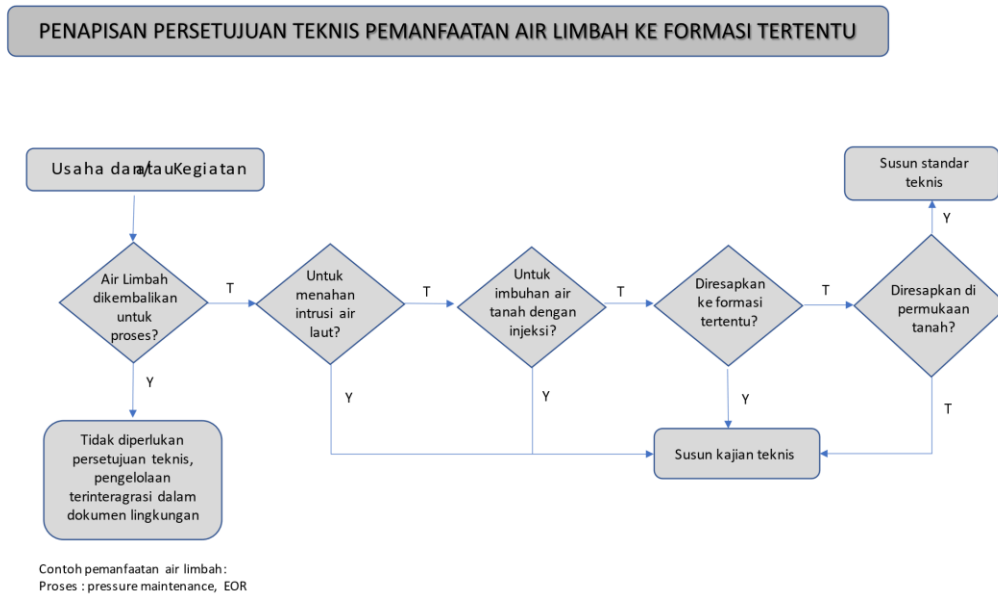 PENAPISAN PERSETUJUAN TEKNIS PEMANFAATAN AIR LIMBAH KE FORMASI TERTENTU
Usaha dan/atau Kegiatan
Air Limbah
dikembalikan
untuk
proses?
T
Y
Tidak diperlukan
persetujuan teknis,
pengelolaan
terinteragrasi dalam
dokumen lingkungan
Untuk
menahan
intrusi air
laut?
T
Y
Untuk
imbuhan air
tanah dengan
injeksi?
T
Y
Diresapkan
ke formasi
tertentu?
T
Y
Susun kajian teknis
Diresapkan di
permukaan
tanah?
Y
T
Susun standar
teknis
Contoh pemanfaatan air limbah:
Proses : pressure maintenance, EOR